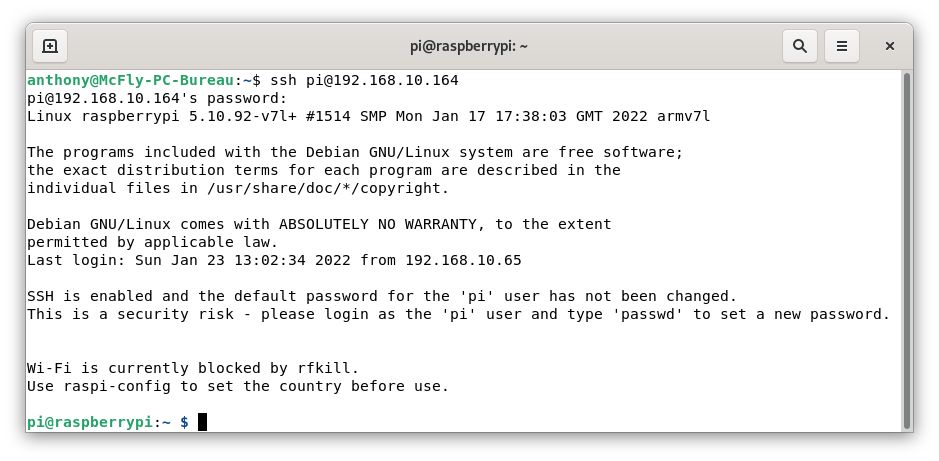 pi@raspberrypi: ~
anthony@McFly-PC-Bureau:~$ ssh pi@192.168.10.164
pi@192.168.10.164's password:
Linux raspberrypi 5.10.92-v7l+ #1514 SMP Mon Jan 17 17:38:03 GMT 2022 armv7l
The programs included with the Debian GNU/Linux system are free software;
the exact distribution terms for each program are described in the
individual files in /usr/share/doc/*/copyright.
Debian GNU/Linux comes with ABSOLUTELY NO WARRANTY, to the extent
permitted by applicable law.
Last login: Sun Jan 23 13:02:34 2022 from 192.168.10.65
SSH is enabled and the default password for the 'pi' user has not been changed.
This is a security risk - please login as the 'pi' user and type 'passwd' to set a new password.
Wi-Fi is currently blocked by rfkill.
Use raspi-config to set the country before use.
pi@raspberrypi:~ $